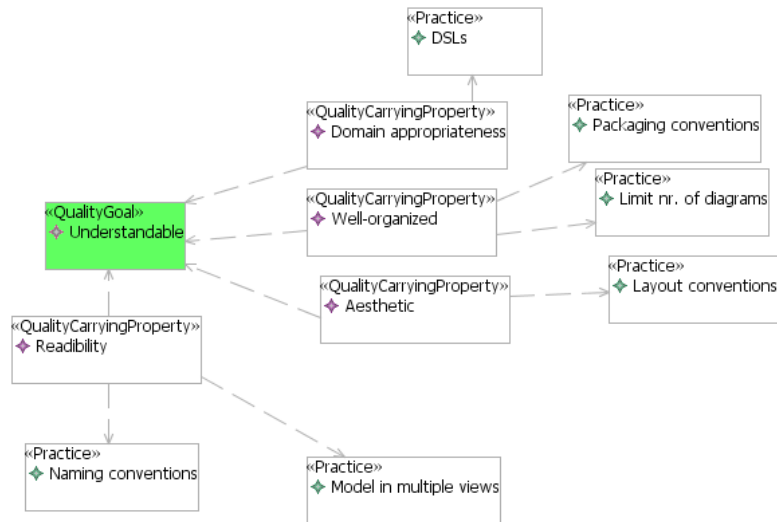 «Practice»
DSLs
«QualityCarryingProperty»
Domain appropriateness
«Practice»
Packaging conventions
«QualityCarryingProperty»
Well-organized
«Practice»
Limit nr. of diagrams
«QualityGoal»
Understandable
«QualityCarryingProperty»
Aesthetic
«Practice»
Layout conventions
«QualityCarryingProperty»
Readibility
«Practice»
Naming conventions
«Practice»
Model in multiple views